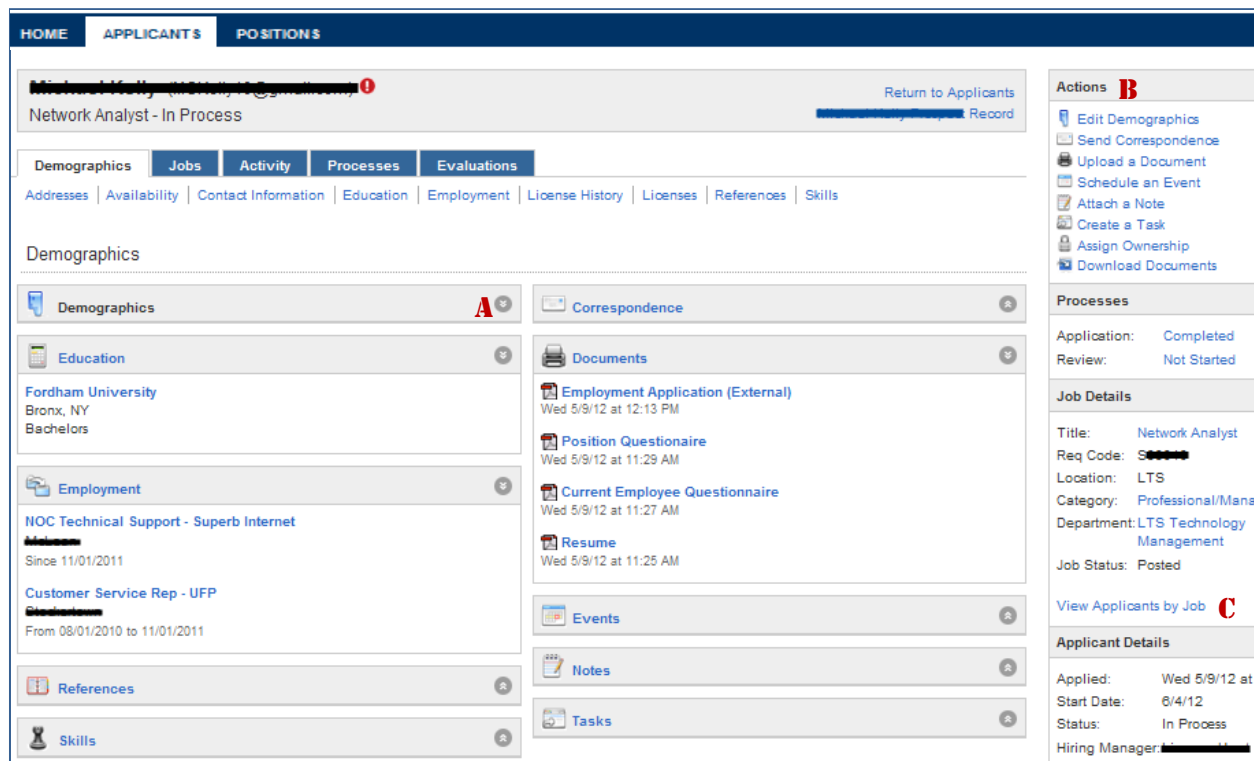 HOME APPLICANTS POSITIONS
Return to Applicants
Network Analyst - In Process
Record
Demographics Jobs Activity Processes Evaluations
Addresses | Availability | Contact Information | Education | Employment | License History | Licenses | References | Skills
Demographics
Demographics A
Education
Fordham University
Bronx, NY
Bachelors
Employment
NOC Technical Support - Superb Internet
Since 11/01/2011
Customer Service Rep - UFP
From 08/01/2010 to 11/01/2011
References
Skills
Correspondence
Documents
Employment Application (External)
Wed 5/9/12 at 12:13 PM
Position Questionaire
Wed 5/9/12 at 11:29 AM
Current Employee Questionnaire
Wed 5/9/12 at 11:27 AM
Resume
Wed 5/9/12 at 11:25 AM
Events
Notes
Tasks
Actions B
Edit Demographics
Send Correspondence
Upload a Document
Schedule an Event
Attach a Note
Create a Task
Assign Ownership
Download Documents
Processes
Application: Completed
Review: Not Started
Job Details
Title: Network Analyst
Req Code:
Location: LTS
Category: Professional/Mana
Department: LTS Technology
Management
Job Status: Posted
View Applicants by Job C
Applicant Details
Applied: Wed 5/9/12 at
Start Date: 6/4/12
Status: In Process
Hiring Manager: